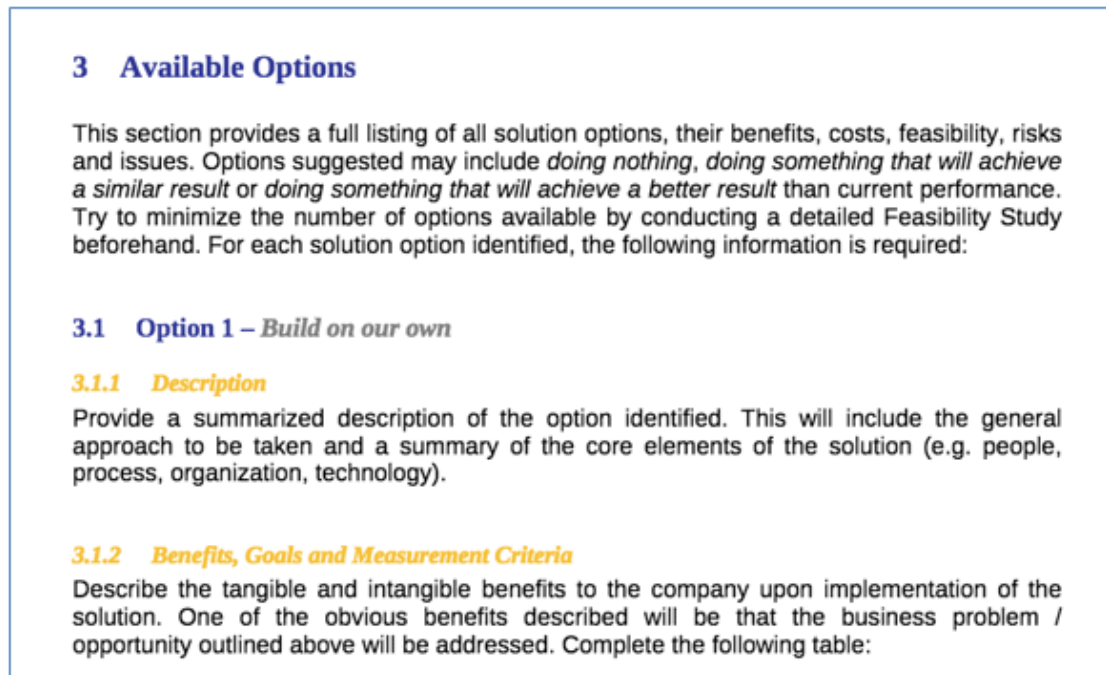 3 Available Options
This section provides a full listing of all solution options, their benefits, costs, feasibility, risks
and issues. Options suggested may include doing nothing, doing something that will achieve
a similar result or doing something that will achieve a better result than current performance.
Try to minimize the number of options available by conducting a detailed Feasibility Study
beforehand. For each solution option identified, the following information is required:
3.1 Option 1 – Build on our own
3.1.1 Description
Provide a summarized description of the option identified. This will include the general
approach to be taken and a summary of the core elements of the solution (e.g. people,
process, organization, technology).
3.1.2 Benefits, Goals and Measurement Criteria
Describe the tangible and intangible benefits to the company upon implementation of the
solution. One of the obvious benefits described will be that the business problem /
opportunity outlined above will be addressed. Complete the following table: